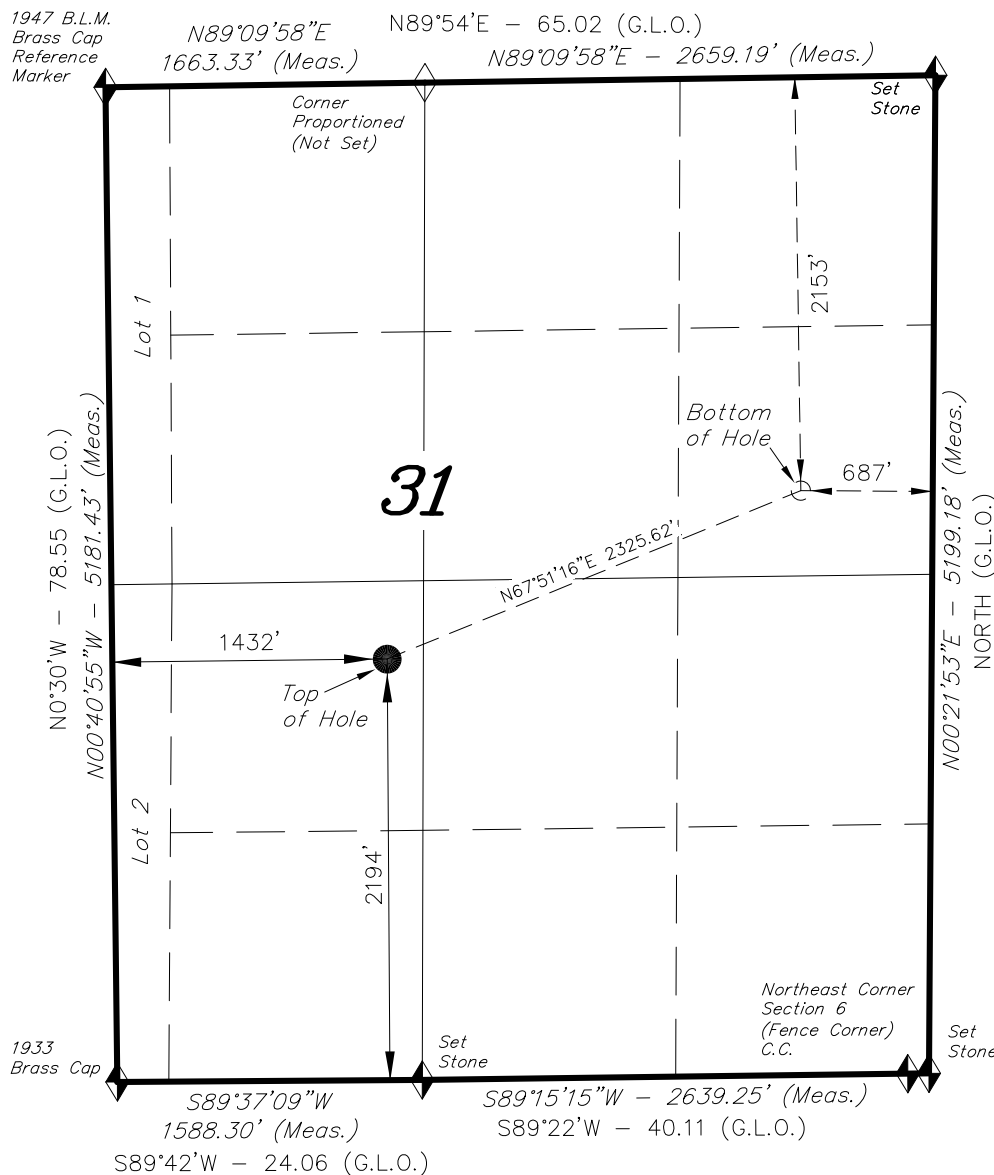 1947 B.L.M.
Brass Cap
Reference
Marker
N89°09'58"E
1663.33' (Meas.)
N89°54'E - 65.02 (G.L.O.)
N89°09'58"E - 2659.19' (Meas.)
Corner
Proportioned
(Not Set)
Set
Stone
Lot 1
2153'
Bottom
of Hole
687'
31
N67°51'16"E 2325.62'
N0°30'W - 78.55 (G.L.O.)
N00°40'55"W - 5181.43' (Meas.)
N00°21'53"E - 5199.18' (Meas.)
NORTH (G.L.O.)
1432'
Top
of Hole
Lot 2
2194'
Northeast Corner
Section 6
(Fence Corner)
C.C.
Set
Stone
Set
Stone
1933
Brass Cap
S89°37'09"W
1588.30' (Meas.)
S89°42'W - 24.06 (G.L.O.)
S89°15'15"W - 2639.25' (Meas.)
S89°22'W - 40.11 (G.L.O.)